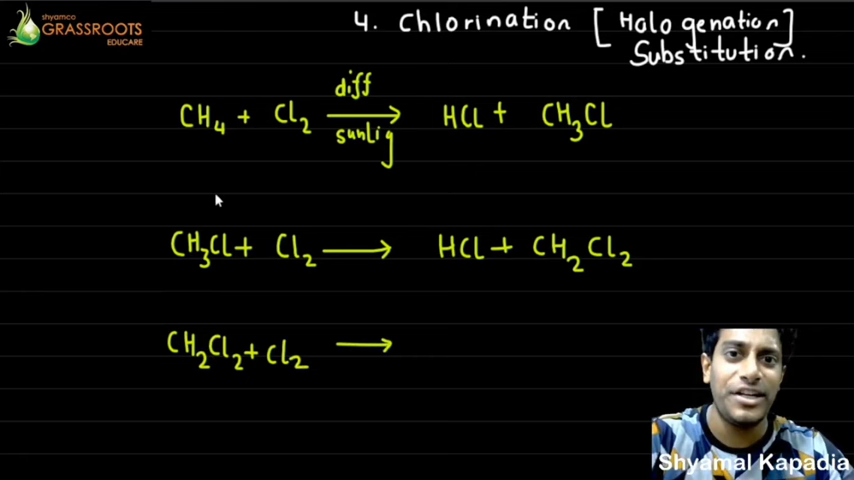 shyamco
GRASSROOTS
EDUCARE
4. Chlorination [Halogenation]
Substitution.
CH4 + Cl2 diff sunlig → HCl + CH3Cl
CH3Cl + Cl2 → HCl + CH2Cl2
CH2Cl2 + Cl2 →
Shyamal Kapadia